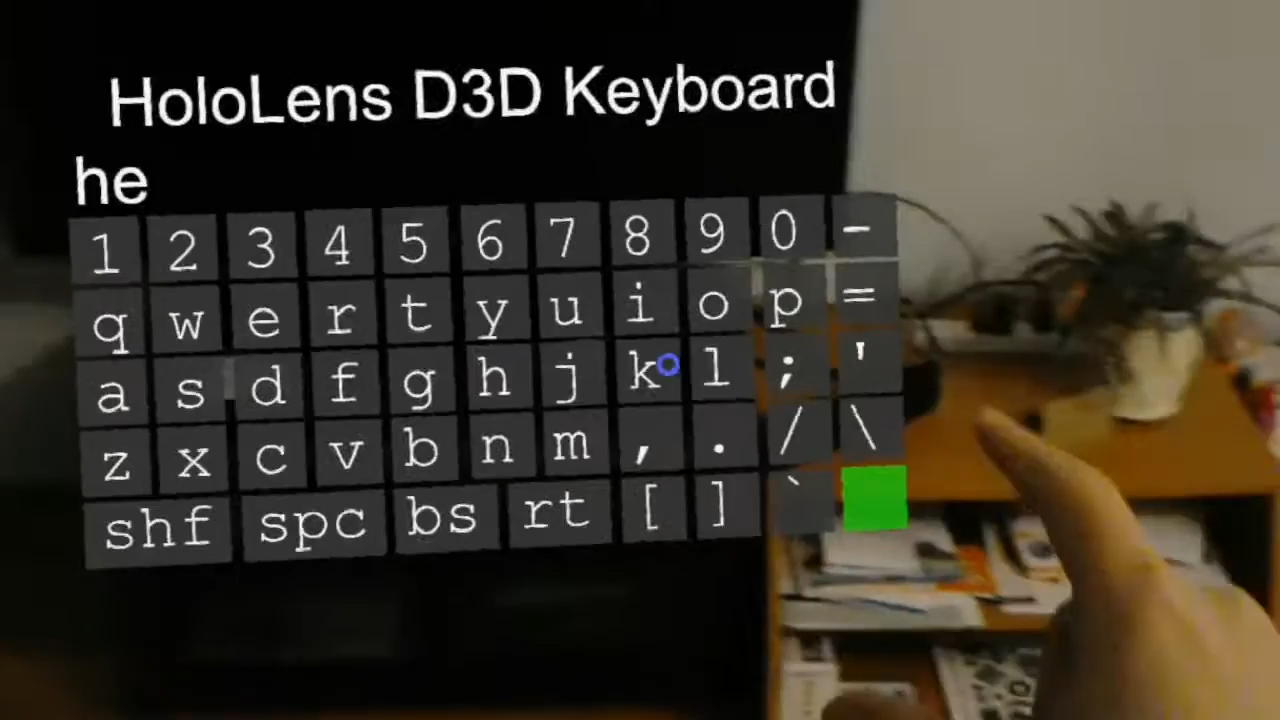 HoloLens D3D Keyboard
he
1 2 3 4 5 6 7 8 9 0 -
q w e r t y u i o p =
a s d f g h j k l ; '
z x c v b n m , . / \
shf spc bs rt [ ] `